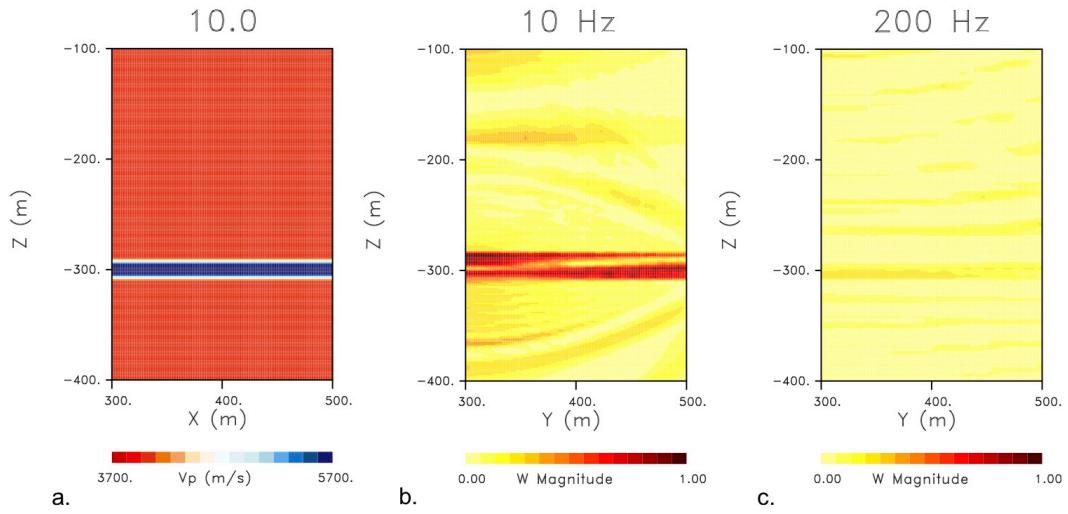 10.0
-100.
-200.
-300.
-400.
Z (m)
300.
400.
500.
X (m)
3700.
Vp (m/s)
5700.
a.
10 Hz
-100.
-200.
-300.
-400.
Z (m)
300.
400.
500.
Y (m)
0.00
W Magnitude
1.00
b.
200 Hz
-100.
-200.
-300.
-400.
Z (m)
300.
400.
500.
Y (m)
0.00
W Magnitude
1.00
c.